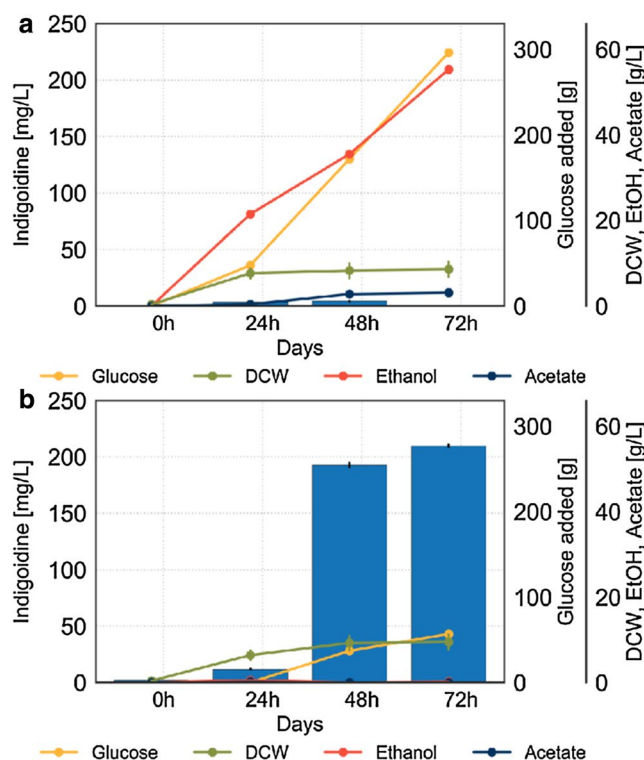 a
Indigoidine [mg/L]
250
200
150
100
50
0
300
200
100
0
Glucose added [g]
60
40
20
0
DCW, EtOH, Acetate [g/L]
0h 24h 48h 72h
Days
Glucose DCW Ethanol Acetate
b
Indigoidine [mg/L]
250
200
150
100
50
0
300
200
100
0
Glucose added [g]
60
40
20
0
DCW, EtOH, Acetate [g/L]
0h 24h 48h 72h
Days
Glucose DCW Ethanol Acetate